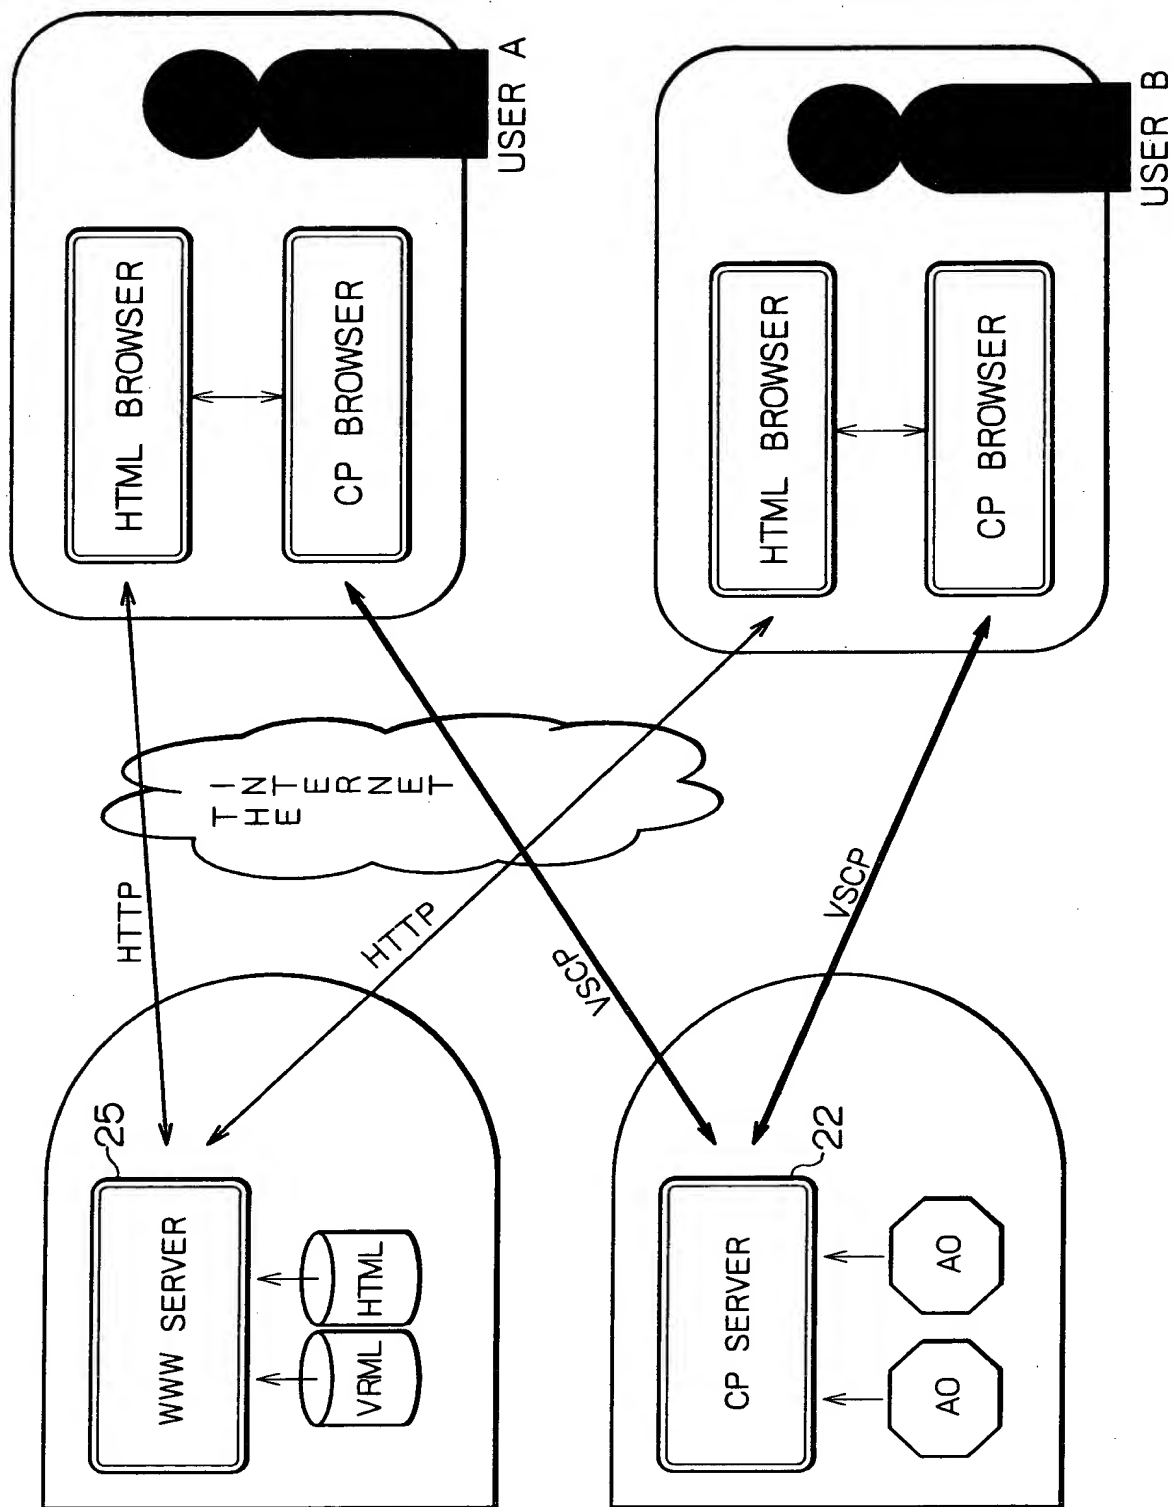 WWW SERVER
25
VRML
HTML
CP SERVER
22
AO
AO
HTTP
HTTP
VSCP
VSCP
THE
INTERNET
HTML BROWSER
CP BROWSER
USER A
HTML BROWSER
CP BROWSER
USER B